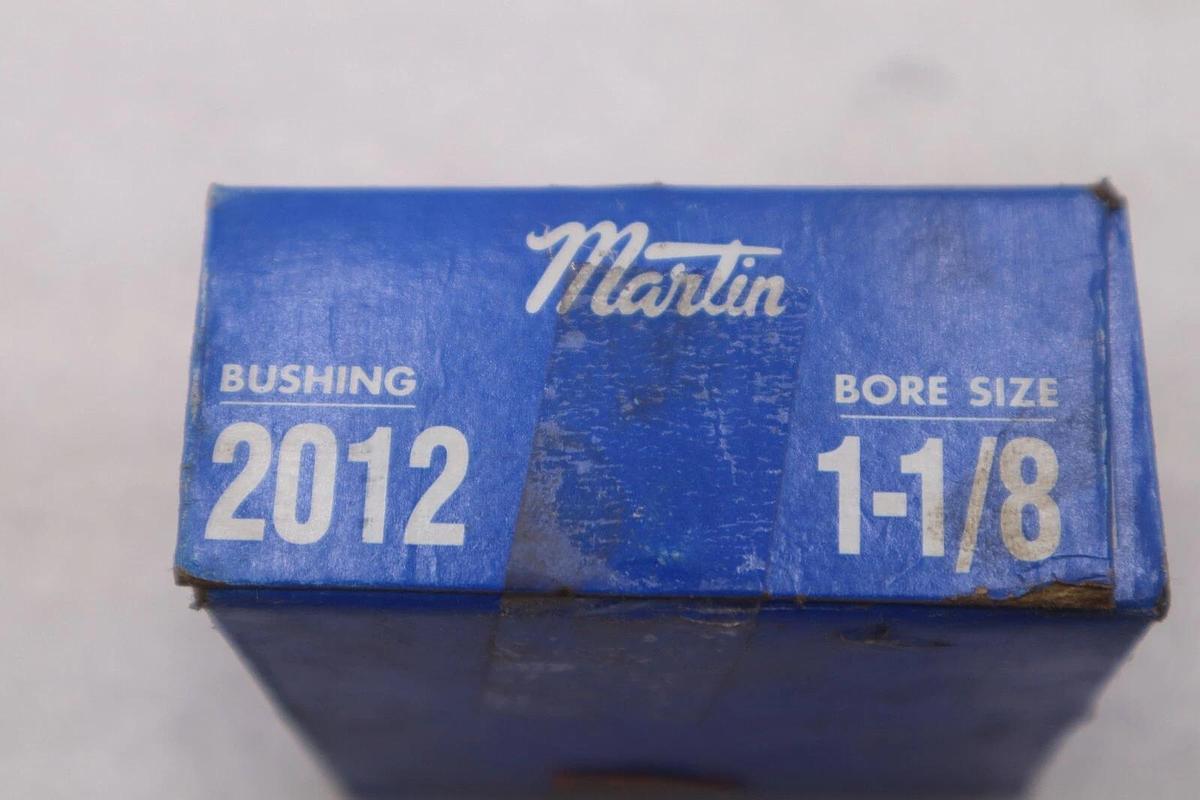 Martin
BUSHING
2012
BORE SIZE
1-1/8